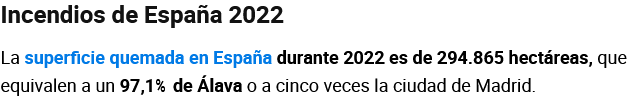 Incendios de España 2022
La superficie quemada en España durante 2022 es de 294.865 hectáreas, que
equivalen a un 97,1% de Álava o a cinco veces la ciudad de Madrid.